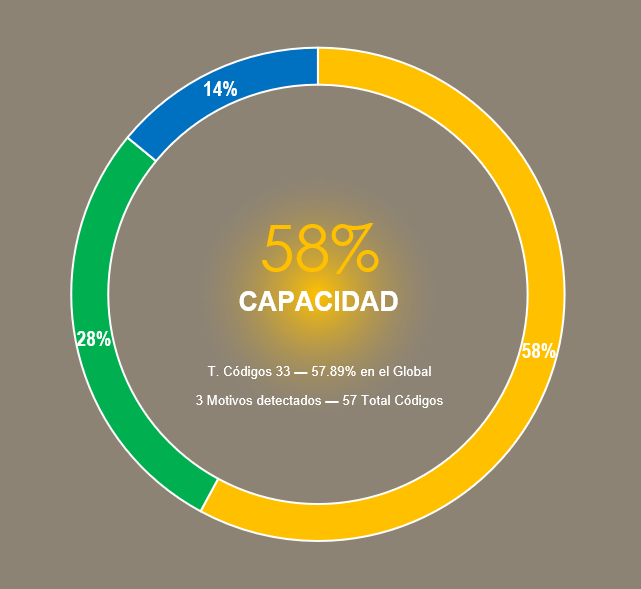 14%
58%
CAPACIDAD
28%
58%
T. Códigos 33 — 57.89% en el Global
3 Motivos detectados — 57 Total Códigos